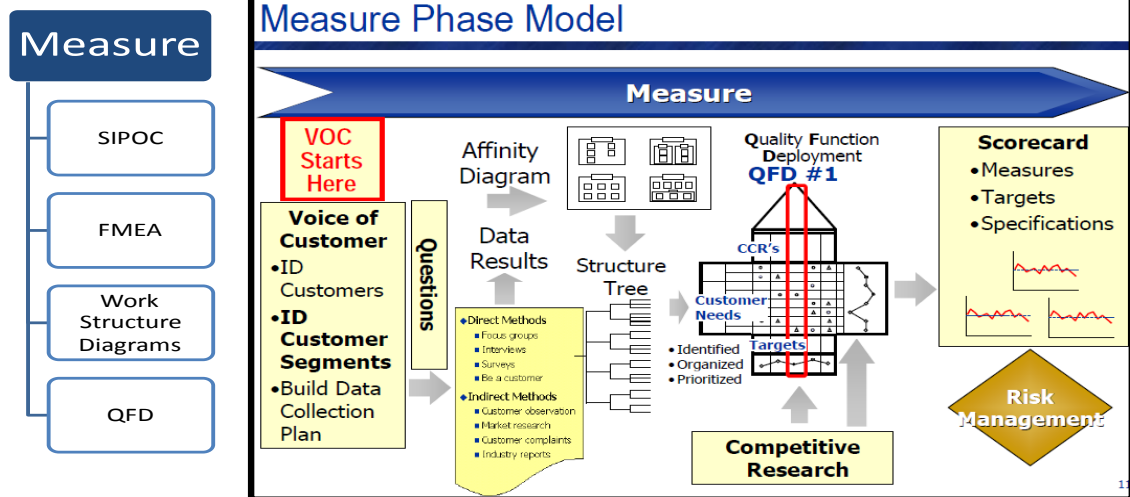 Measure
SIPOC
FMEA
Work
Structure
Diagrams
QFD
Measure Phase Model
Measure
VOC
Starts
Here
Voice of
Customer
•ID
Customers
•ID
Customer
Segments
•Build Data
Collection
Plan
Questions
Affinity
Diagram
Data
Results
◆Direct Methods
■ Focus groups
■ Interviews
■ Surveys
■ Be a customer
◆Indirect Methods
■ Customer observation
■ Market research
■ Customer complaints
■ Industry reports
Structure
Tree
Quality Function
Deployment
QFD #1
CCR's
Customer
Needs
Targets
•Identified
•Organized
•Prioritized
Competitive
Research
Scorecard
•Measures
•Targets
•Specifications
Risk
Management
11